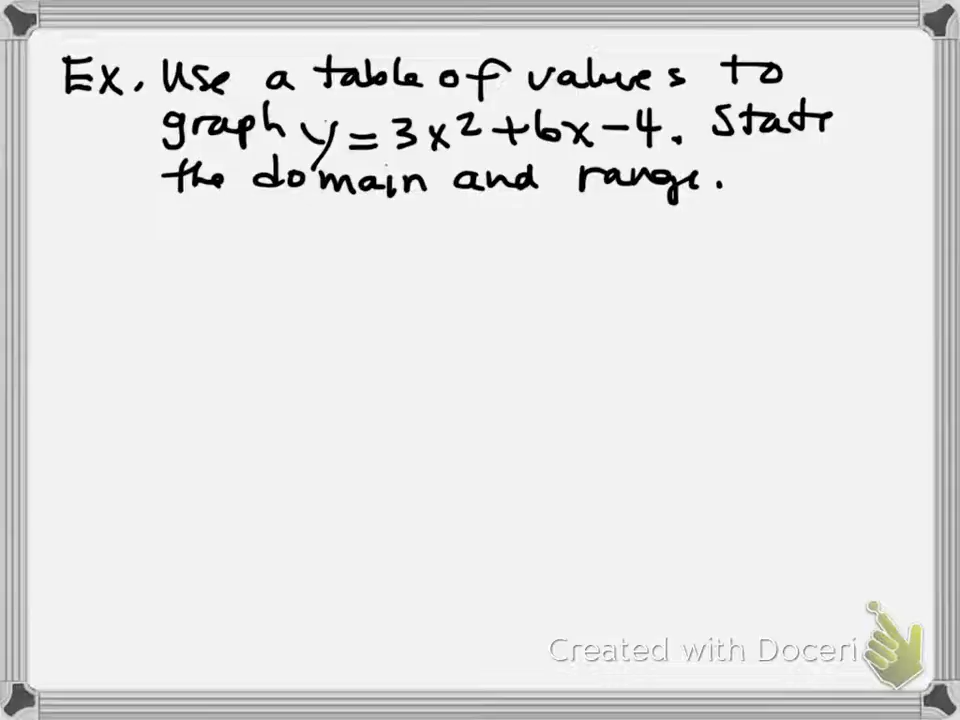 Ex. Use a table of values to
graph y = 3x² + 6x - 4. State
the domain and range.
Created with Doceri